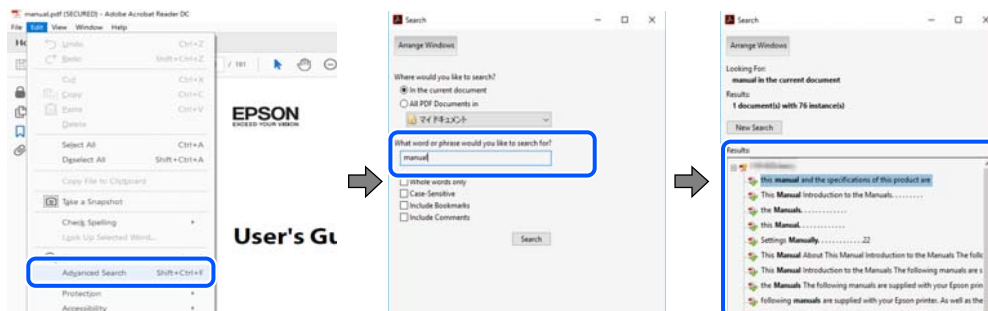 manual.pdf (SECURED) - Adobe Acrobat Reader DC
File Edit View Window Help
Undo Ctrl+Z
Shift+Ctrl+Z
Cut Ctrl+X
Copy Ctrl+C
Paste Ctrl+V
Delete
Select All Ctrl+A
Deselect All Shift+Ctrl+A
Copy File to Clipboard
Take a Snapshot
Check Spelling
Look Up Selected Word...
Advanced Search Shift+Ctrl+F
Protection
Accessibility
/ 181
EPSON
EXCEED YOUR VISION
User's Gu
Search
Arrange Windows
Where would you like to search?
In the current document
All PDF Documents in
マイ ドキュメント
What word or phrase would you like to search for?
manual
Whole words only
Case-Sensitive
Include Bookmarks
Include Comments
Search
Search
Arrange Windows
Looking For:
manual in the current document
Results:
1 document(s) with 76 instance(s)
New Search
Results:
this manual and the specifications of this product are
This Manual Introduction to the Manuals. . . . . . . . .
the Manuals. . . . . . . . . . . . .
this Manual. . . . . . . . . . . . .
Settings Manually. . . . . . . . . . . . .22
This Manual About This Manual Introduction to the Manuals The follo
This Manual Introduction to the Manuals The following manuals are s
the Manuals The following manuals are supplied with your Epson prin
following manuals are supplied with your Epson printer. As well as the